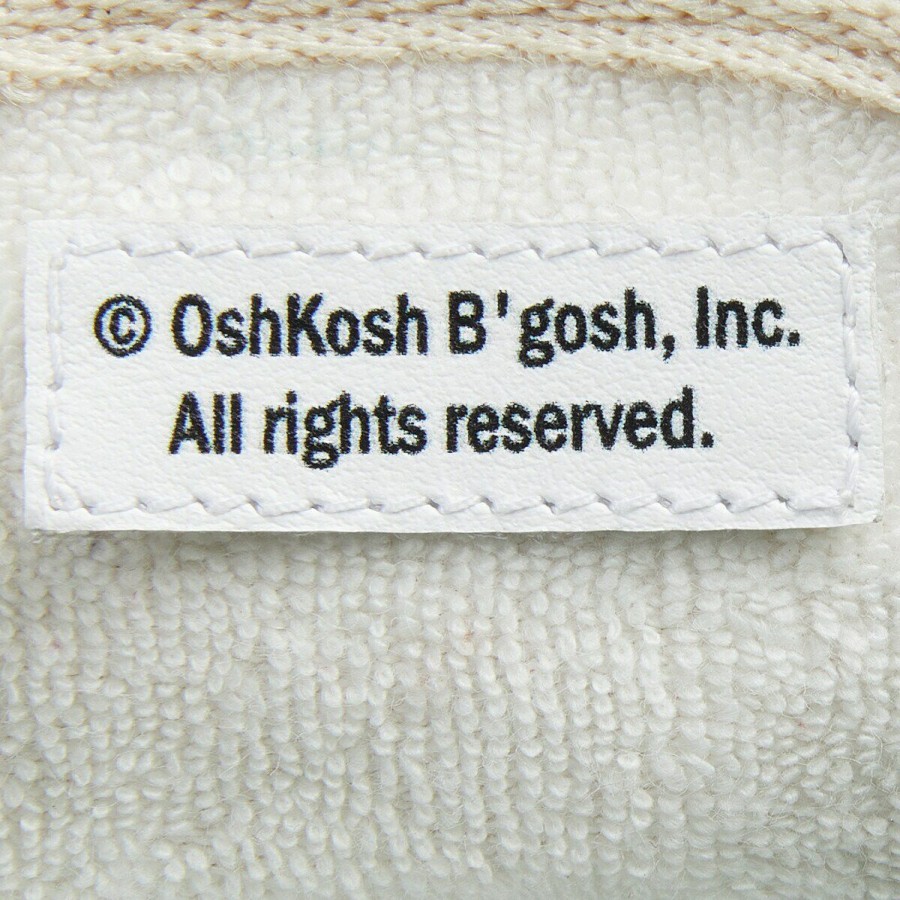 © OshKosh B'gosh, Inc.
All rights reserved.